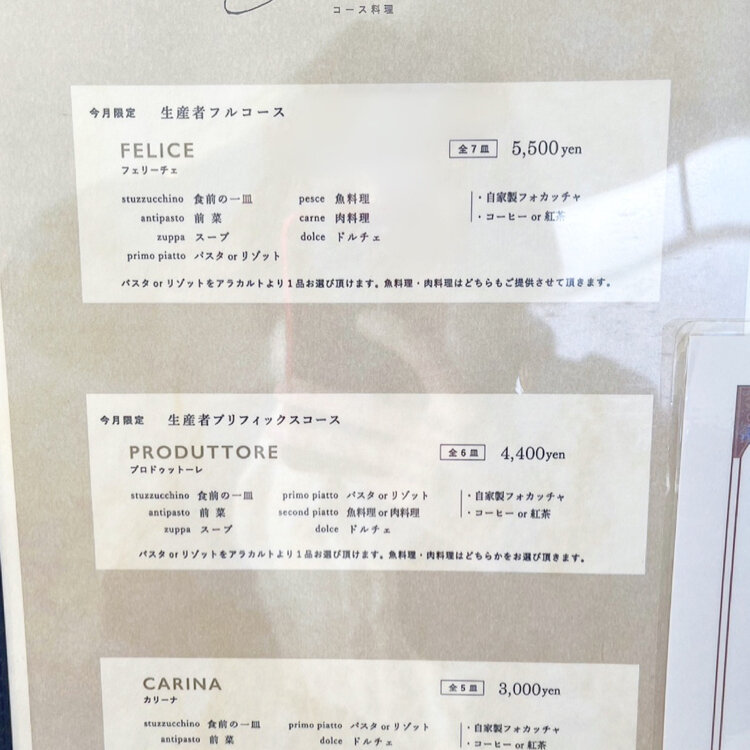 コース料理
今月限定 生産者フルコース
FELICE 全7皿 5,500yen
フェリーチェ
stuzzucchino 食前の一皿 pesce 魚料理 ・自家製フォカッチャ
antipasto 前菜 carne 肉料理 ・コーヒー or 紅茶
zuppa スープ dolce ドルチェ
primo piatto パスタ or リゾット
パスタ or リゾットをアラカルトより1品お選び頂けます。魚料理・肉料理はどちらもご提供させて頂きます。
今月限定 生産者プリフィックスコース
PRODUTTORE 全6皿 4,400yen
プロドゥットーレ
stuzzucchino 食前の一皿 primo piatto パスタ or リゾット ・自家製フォカッチャ
antipasto 前菜 second piatto 魚料理 or 肉料理 ・コーヒー or 紅茶
zuppa スープ dolce ドルチェ
パスタ or リゾットをアラカルトより1品お選び頂けます。魚料理・肉料理はどちらかをお選び頂きます。
CARINA 全5皿 3,000yen
カリーナ
stuzzucchino 食前の一皿 primo piatto パスタ or リゾット ・自家製フォカッチャ
antipasto 前菜 dolce ドルチェ ・コーヒー or 紅茶